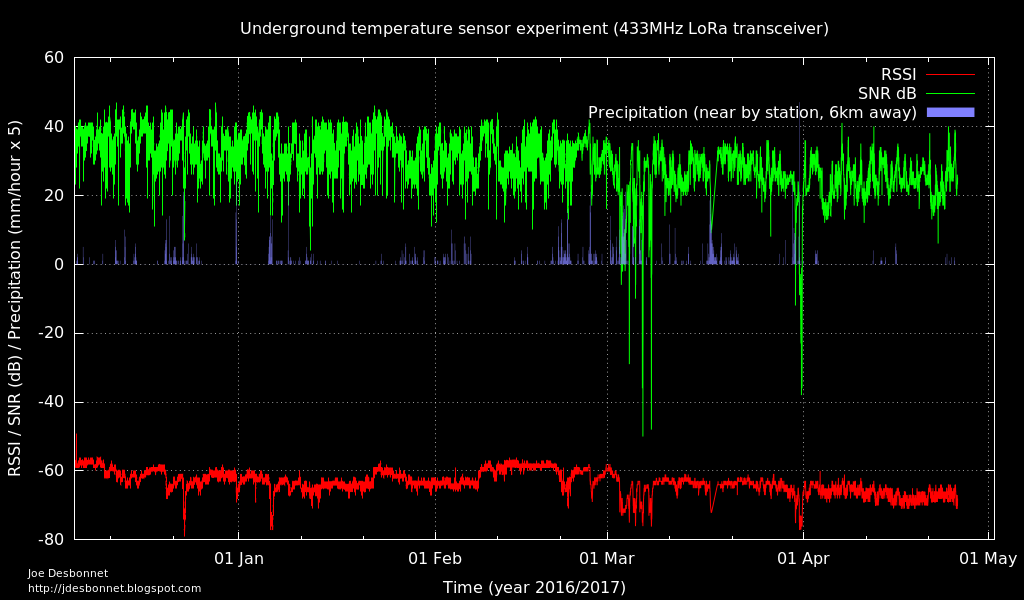 Underground temperature sensor experiment (433MHz LoRa transceiver)
RSSI
SNR dB
Precipitation (near by station, 6km away)
RSSI / SNR (dB) / Precipitation (mm/hour x 5)
60
40
20
0
-20
-40
-60
-80
01 Jan 01 Feb 01 Mar 01 Apr 01 May
Time (year 2016/2017)
Joe Desbonnet
http://jdesbonnet.blogspot.com